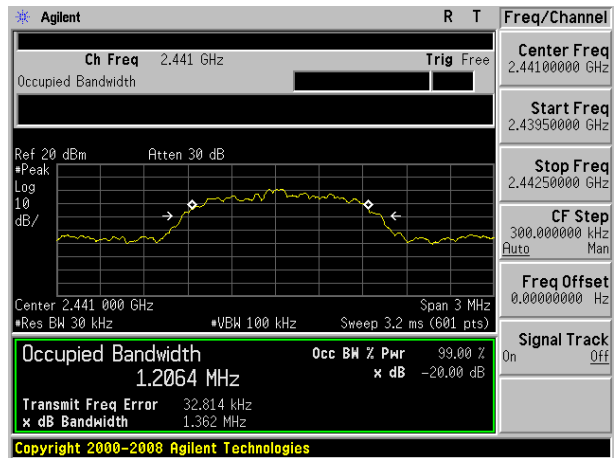 Agilent R T
Freq/Channel
Ch Freq 2.441 GHz Trig Free
Occupied Bandwidth
Center Freq
2.44100000 GHz
Start Freq
2.43950000 GHz
Stop Freq
2.44250000 GHz
CF Step
300.000000 kHz
Auto Man
Freq Offset
0.00000000 Hz
Signal Track
On Off
Ref 20 dBm Atten 30 dB
#Peak
Log
10
dB/
Center 2.441 000 GHz Span 3 MHz
#Res BW 30 kHz #VBW 100 kHz Sweep 3.2 ms (601 pts)
Occupied Bandwidth
1.2064 MHz
Occ BW % Pwr 99.00 %
x dB -20.00 dB
Transmit Freq Error 32.814 kHz
x dB Bandwidth 1.362 MHz
Copyright 2000-2008 Agilent Technologies